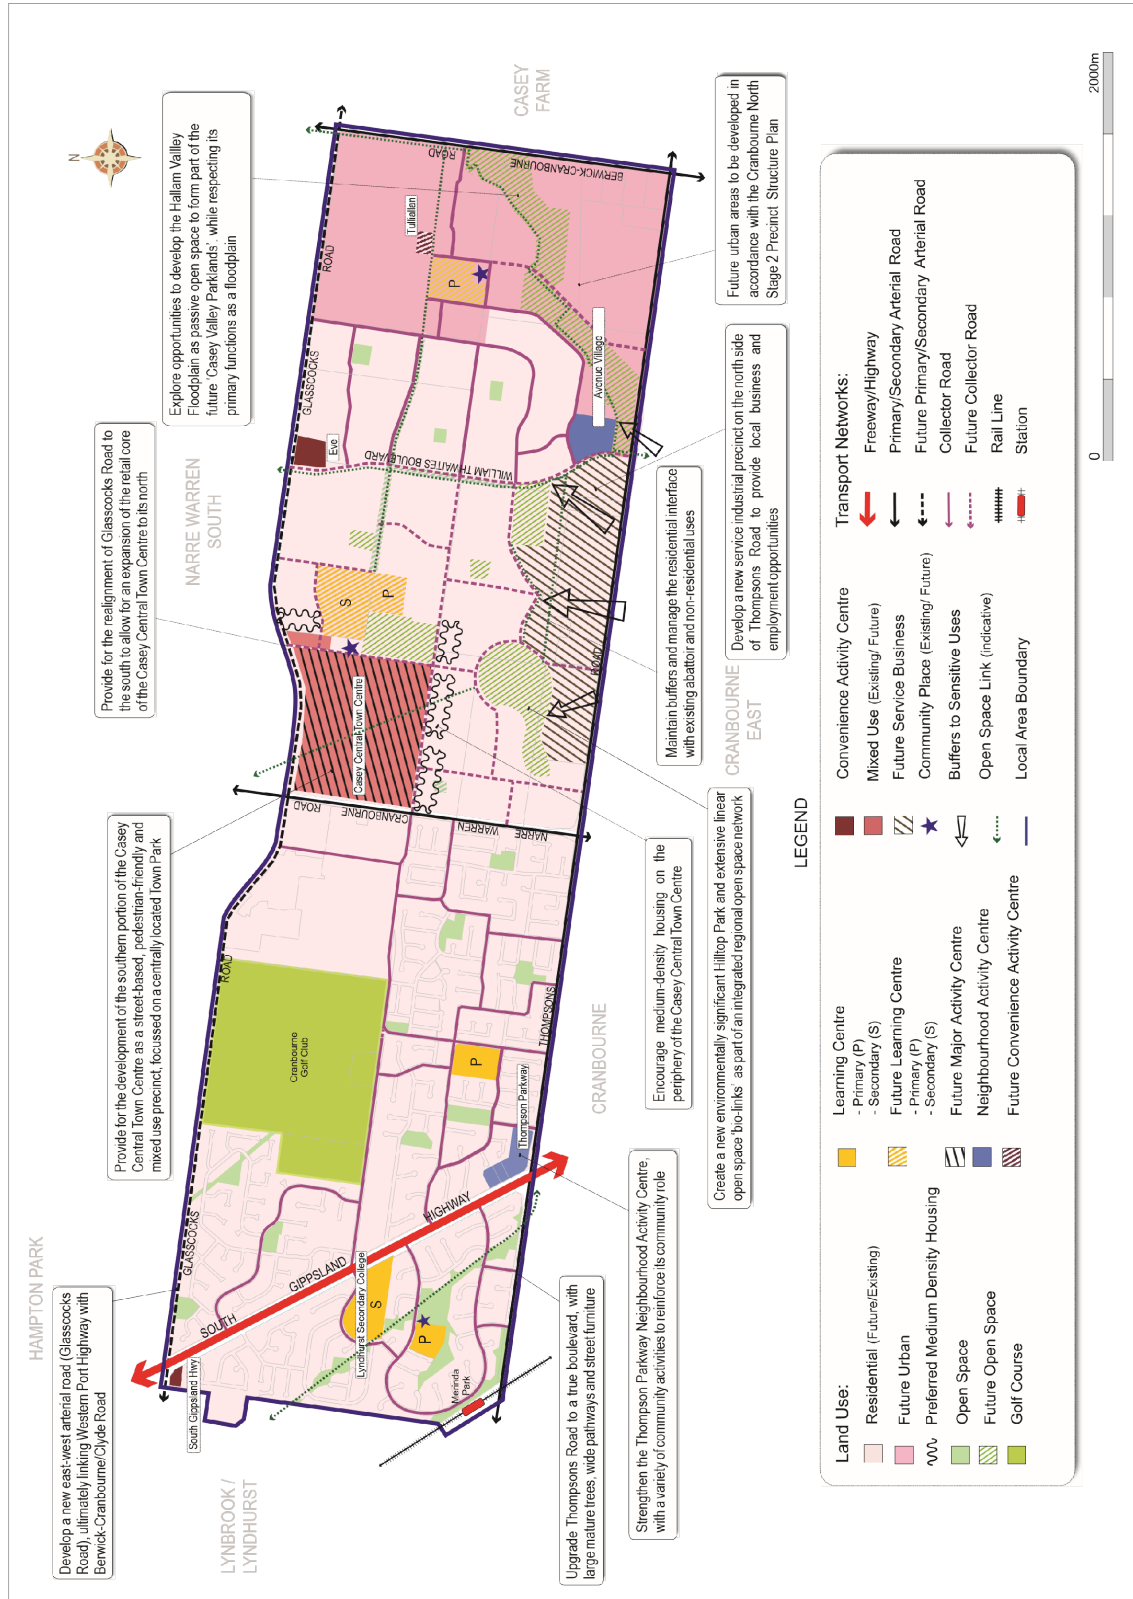 HAMPTON PARK
Develop a new east-west arterial road (Glasscocks
Road), ultimately linking Western Port Highway with
Berwick-Cranbourne/Clyde Road
Provide for the development of the southern portion of the Casey
Central Town Centre as a street-based, pedestrian-friendly and
mixed use precinct, focussed on a centrally located Town Park
Provide for the realignment of Glasscocks Road to
the south to allow for an expansion of the retail core
of the Casey Central Town Centre to its north
Explore opportunities to develop the Hallam Vallley
Floodplain as passive open space to form part of the
future 'Casey Valley Parklands', while respecting its
primary functions as a floodplain
N
NARRE WARREN
SOUTH
LYNBROOK /
LYNDHURST
CASEY
FARM
South Gippsland Hwy
SOUTH
GIPPSLAND
HIGHWAY
GLASSCOCKS
ROAD
Cranbourne
Golf Club
ROAD
CRANBOURNE
WARREN
NARRE
Casey Central Town Centre
S
P
Eve
GLASSCOCKS
ROAD
WILLIAM THWAITES BOULEVARD
Tulliallan
P
ROAD
BERWICK-CRANBOURNE
Avenue Village
Lyndhurst Secondary College
S
P
Merinda
Park
P
Thompson Parkway
THOMPSONS
ROAD
Upgrade Thompsons Road to a true boulevard, with
large mature trees, wide pathways and street furniture
Strengthen the Thompson Parkway Neighbourhood Activity Centre,
with a variety of community activities to reinforce its community role
CRANBOURNE
Encourage medium-density housing on the
periphery of the Casey Central Town Centre
Create a new environmentally significant Hilltop Park and extensive linear
open space 'bio-links' as part of an integrated regional open space network
CRANBOURNE
EAST
Maintain buffers and manage the residential interface
with existing abattoir and non-residential uses
Develop a new service industrial precinct on the north side
of Thompsons Road to provide local business and
employment opportunities
Future urban areas to be developed in
accordance with the Cranbourne North
Stage 2 Precinct Structure Plan
LEGEND
Land Use:
Residential (Future/Existing)
Future Urban
Preferred Medium Density Housing
Open Space
Future Open Space
Golf Course
Learning Centre
- Primary (P)
- Secondary (S)
Future Learning Centre
- Primary (P)
- Secondary (S)
Future Major Activity Centre
Neighbourhood Activity Centre
Future Convenience Activity Centre
Convenience Activity Centre
Mixed Use (Existing/ Future)
Future Service Business
Community Place (Existing/ Future)
Buffers to Sensitive Uses
Open Space Link (indicative)
Local Area Boundary
Transport Networks:
Freeway/Highway
Primary/Secondary Arterial Road
Future Primary/Secondary Arterial Road
Collector Road
Future Collector Road
Rail Line
Station
0
2000m